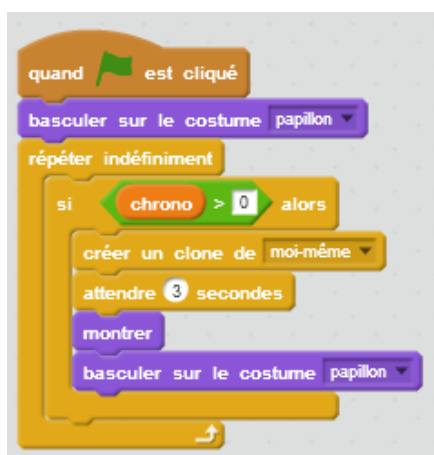 quand est cliqué
basculer sur le costume papillon
répéter indéfiniment
si chrono > 0 alors
créer un clone de moi-même
attendre 3 secondes
montrer
basculer sur le costume papillon